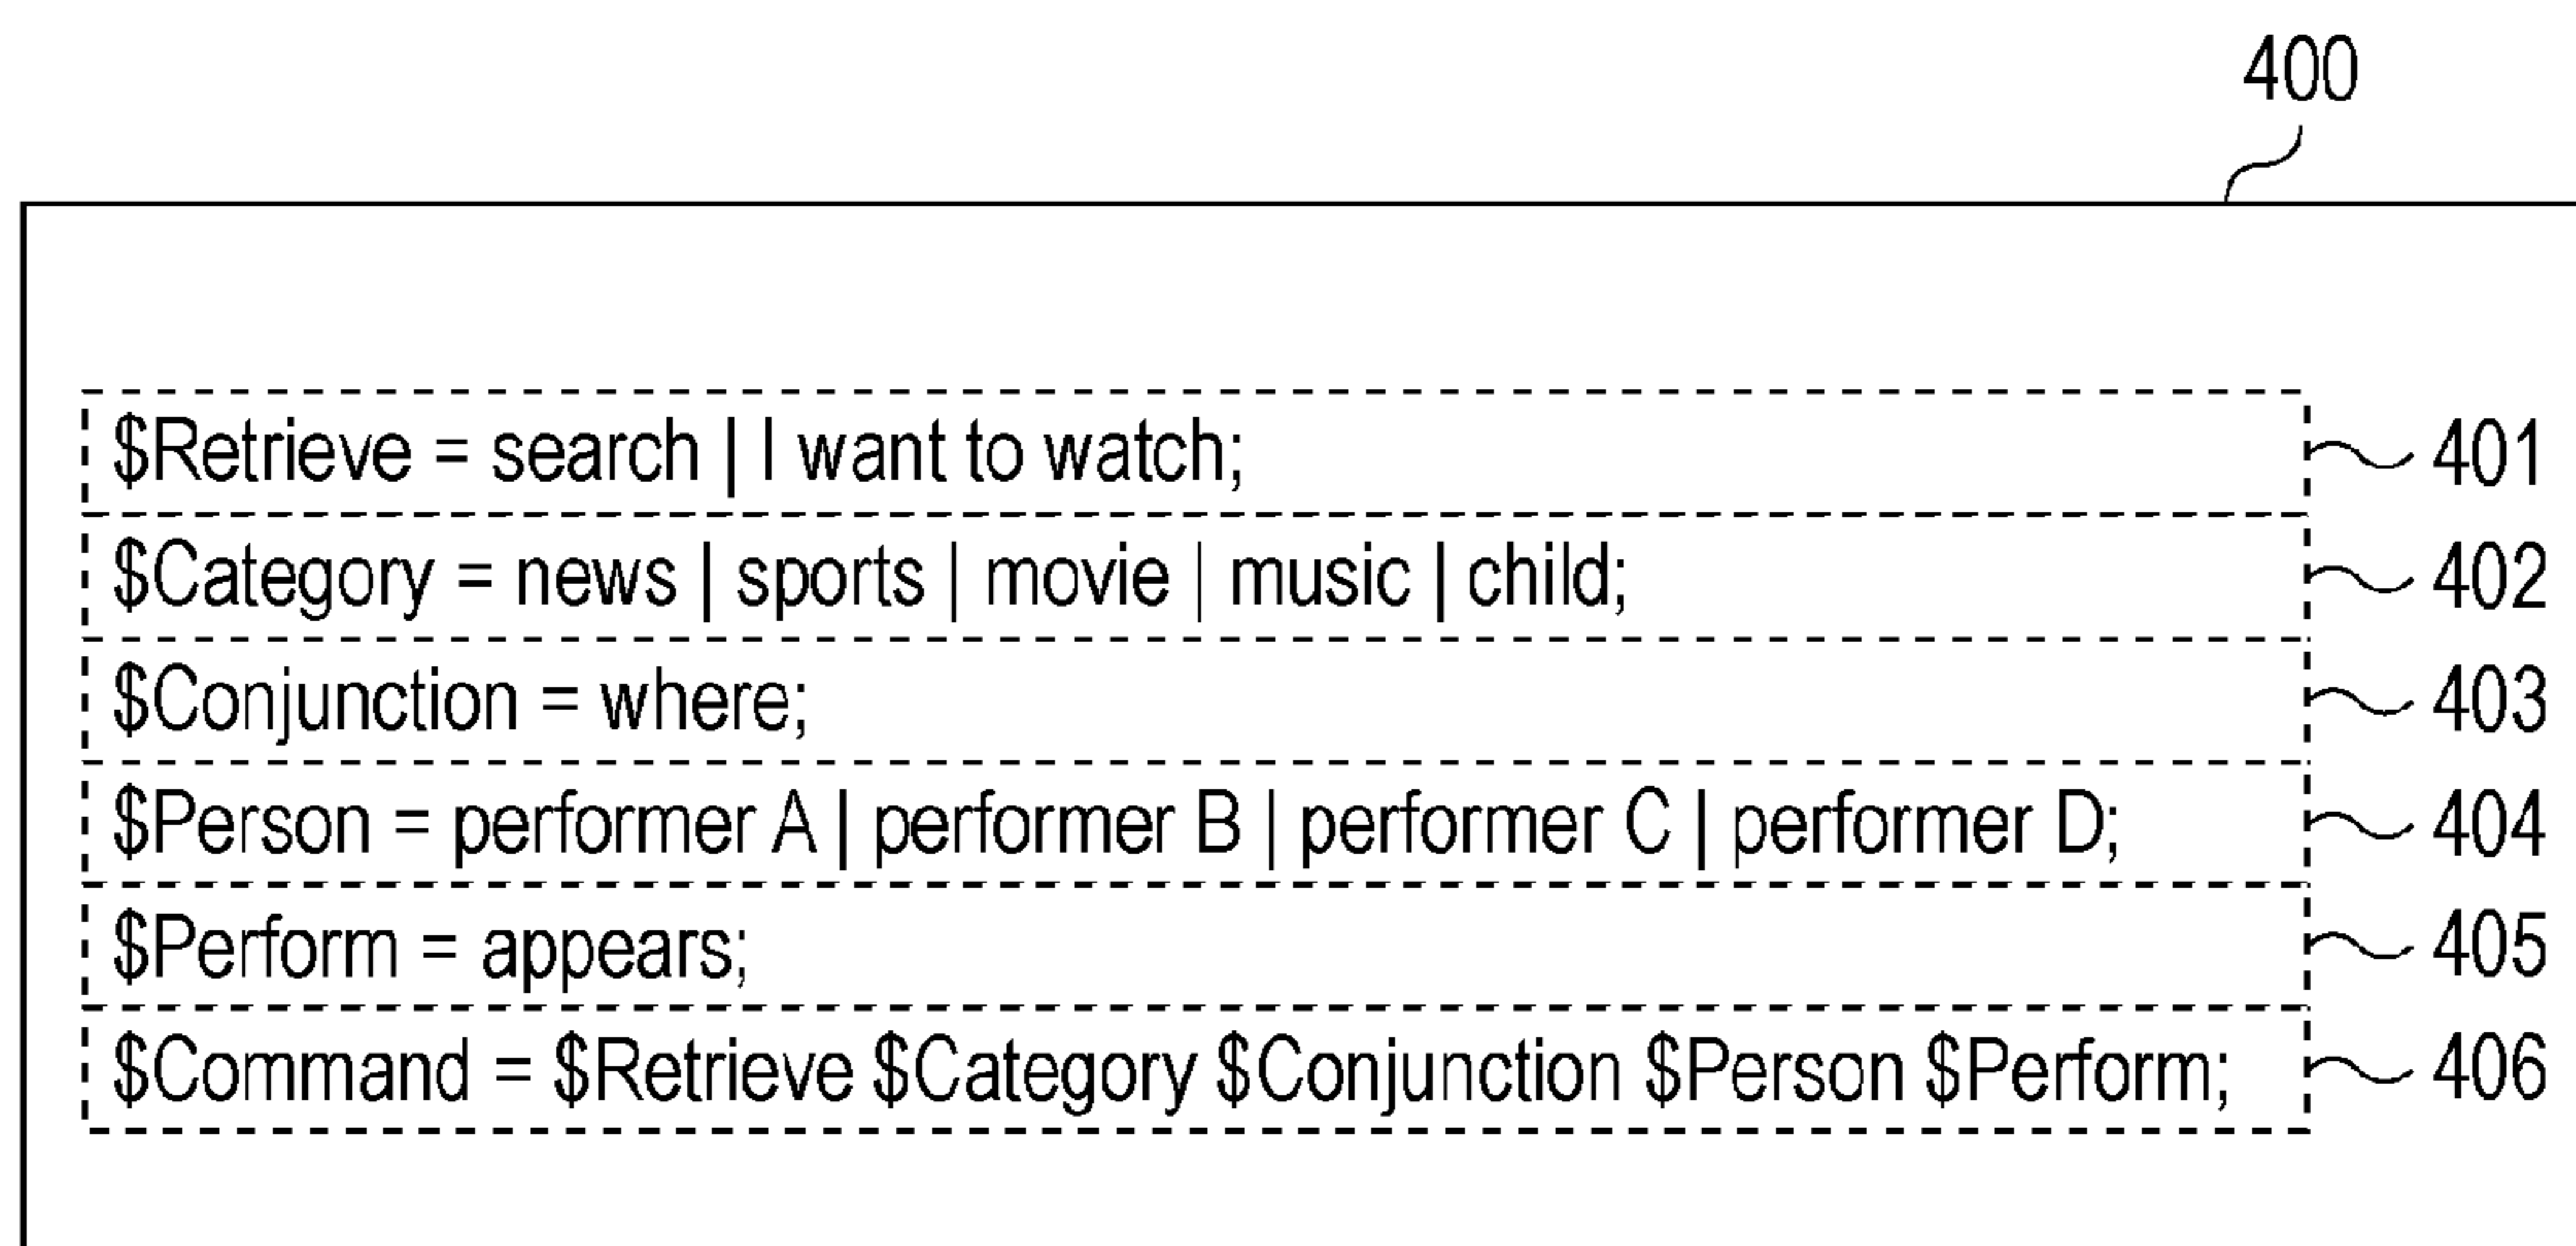 400
$Retrieve = search | I want to watch; 401
$Category = news | sports | movie | music | child; 402
$Conjunction = where; 403
$Person = performer A | performer B | performer C | performer D; 404
$Perform = appears; 405
$Command = $Retrieve $Category $Conjunction $Person $Perform; 406